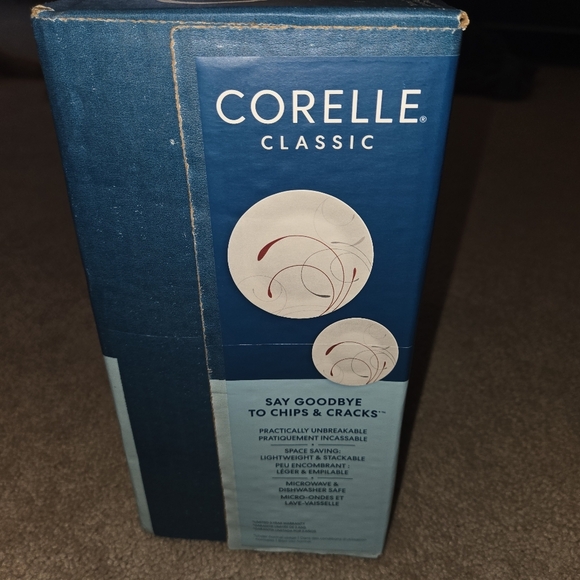 CORELLE®
CLASSIC
SAY GOODBYE
TO CHIPS & CRACKS™
PRACTICALLY UNBREAKABLE
PRATIQUEMENT INCASSABLE
SPACE SAVING:
LIGHTWEIGHT & STACKABLE
PEU ENCOMBRANT :
LÉGER & EMPILABLE
MICROWAVE &
DISHWASHER SAFE
MICRO-ONDES ET
LAVE-VAISSELLE